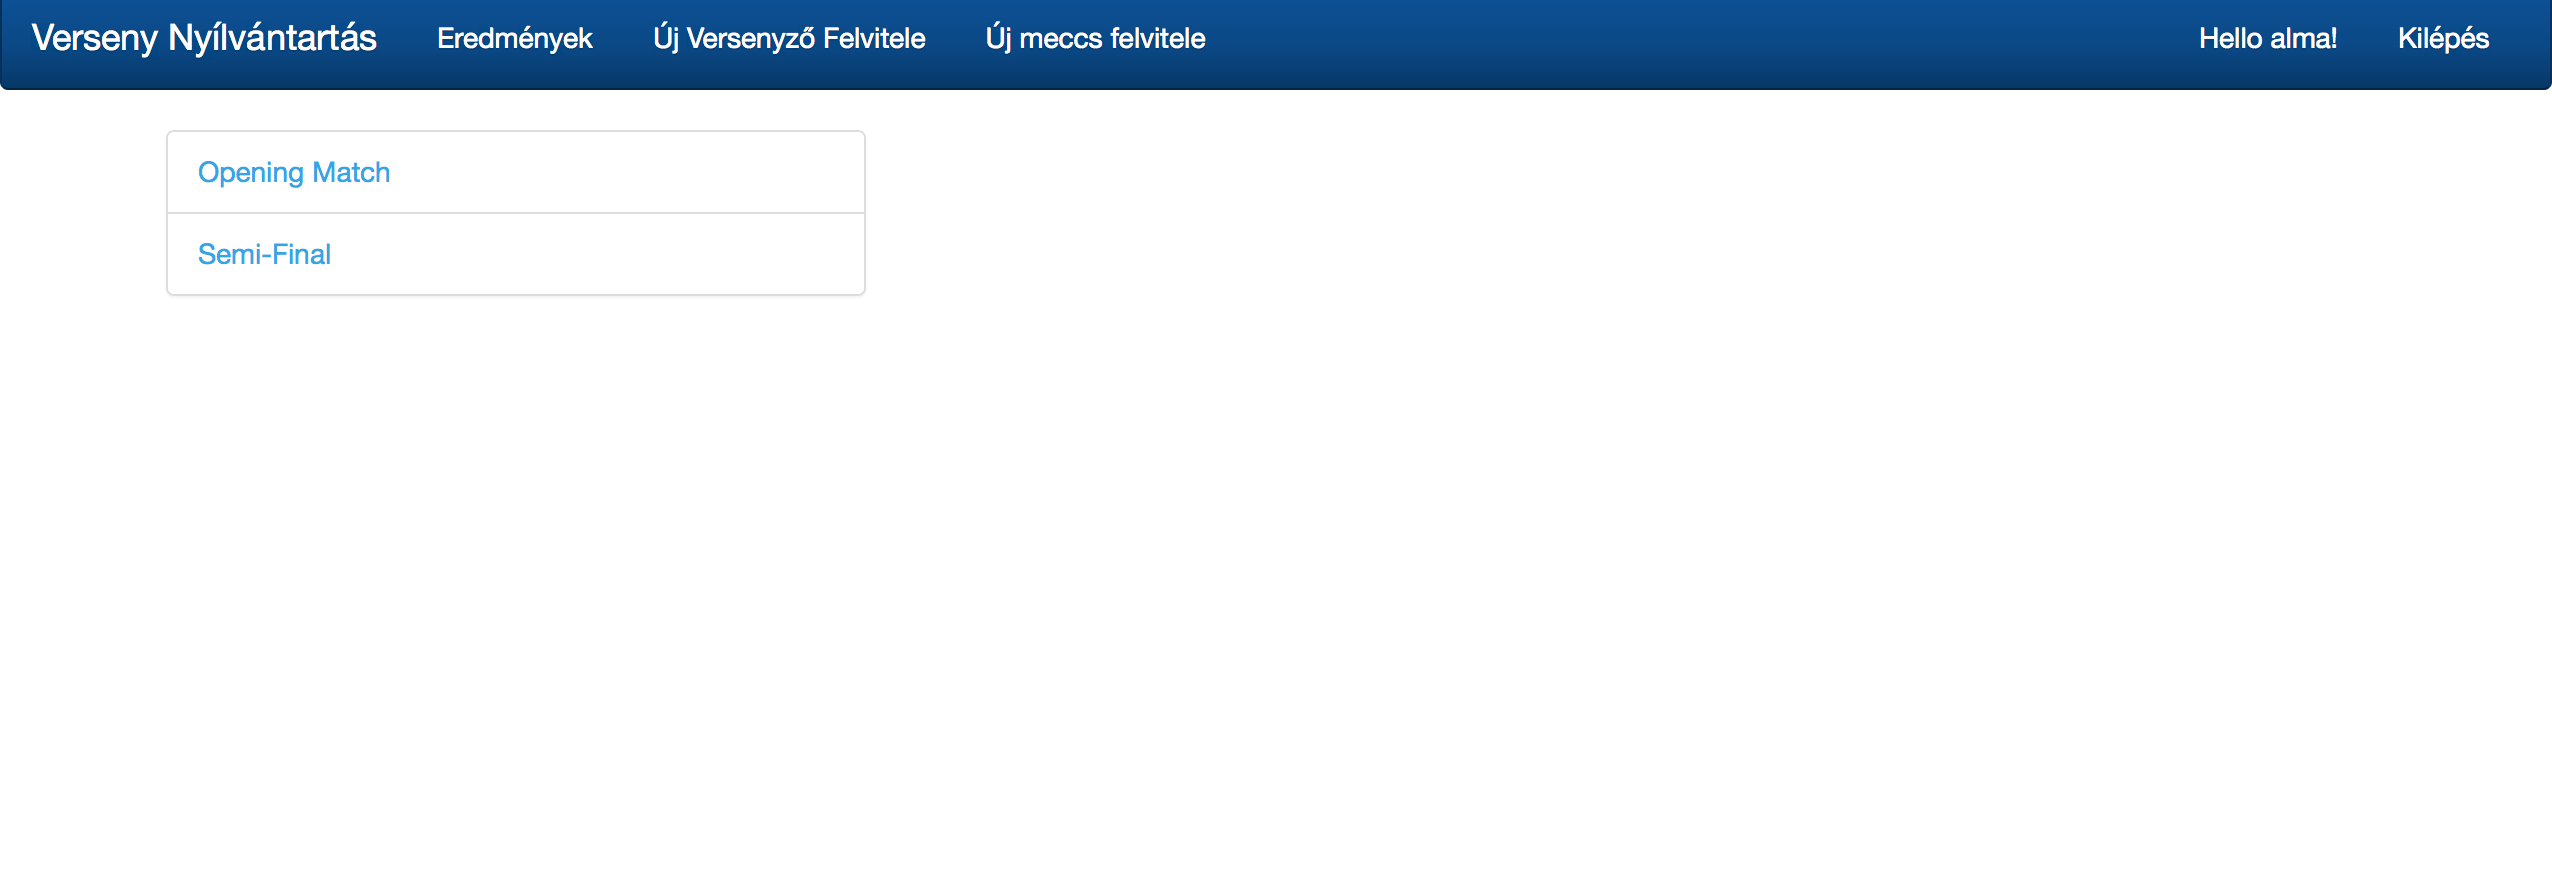 Verseny Nyílvántartás Eredmények Új Versenyző Felvitele Új meccs felvitele Hello alma! Kilépés
Opening Match
Semi-Final